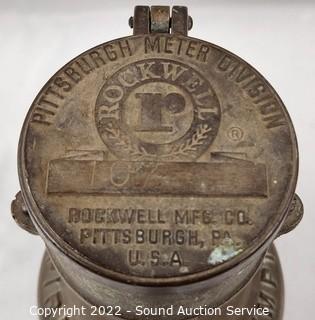 PITTSBURGH METER DIVISION
ROCKWELL
r
®
ROCKWELL MFG. CO.
PITTSBURGH, PA.
U.S.A.
Copyright 2022 - Sound Auction Service